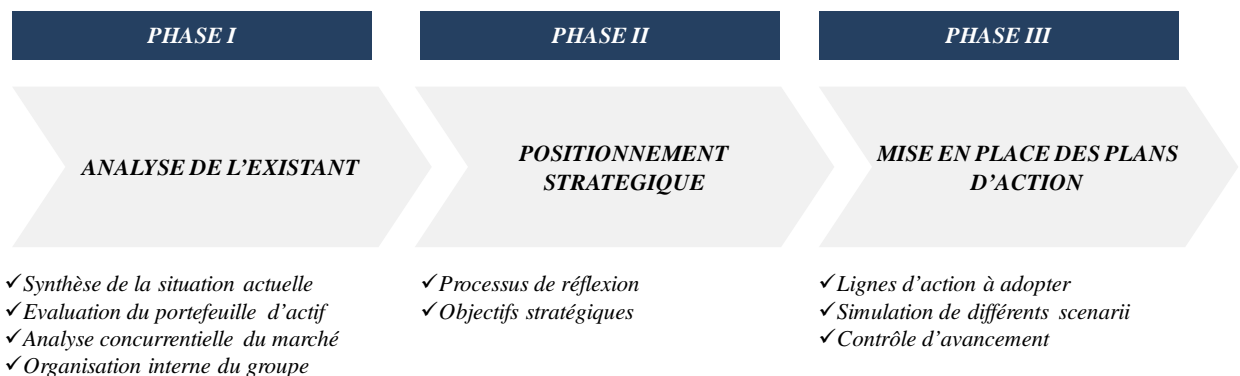 PHASE I
PHASE II
PHASE III
ANALYSE DE L’EXISTANT
POSITIONNEMENT
STRATEGIQUE
MISE EN PLACE DES PLANS
D’ACTION
✓Synthèse de la situation actuelle
✓Evaluation du portefeuille d’actif
✓Analyse concurrentielle du marché
✓Organisation interne du groupe
✓Processus de réflexion
✓Objectifs stratégiques
✓Lignes d’action à adopter
✓Simulation de différents scenarii
✓Contrôle d’avancement